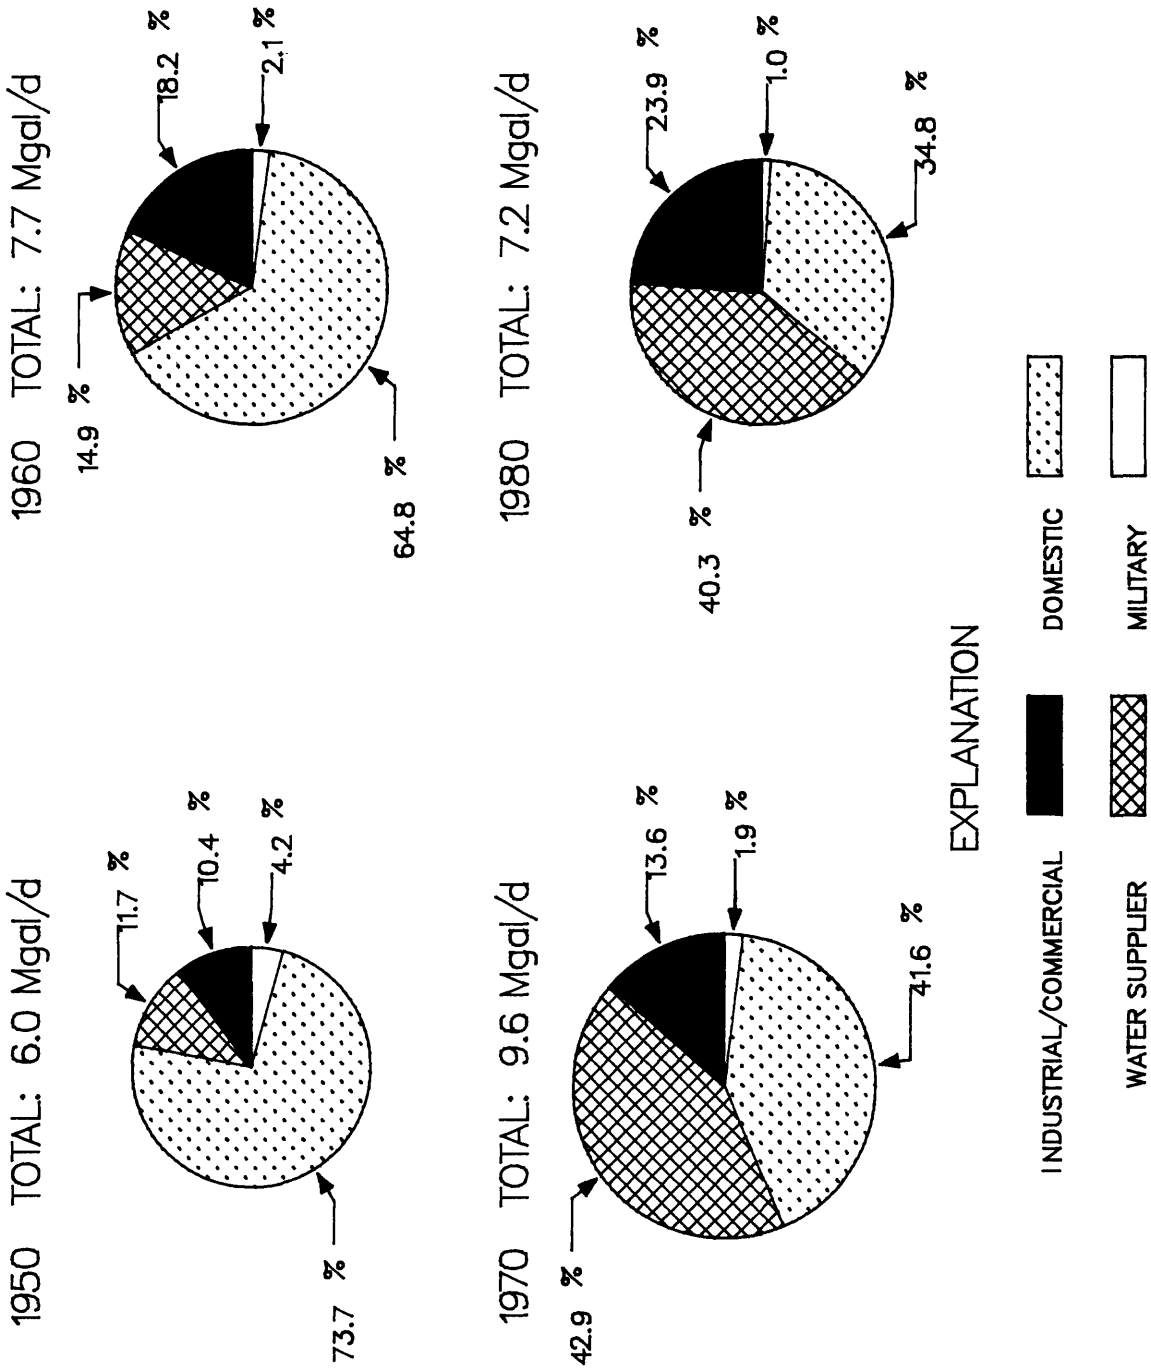 1950 TOTAL: 6.0 Mgal/d
11.7 %
10.4 %
4.2 %
73.7 %
1960 TOTAL: 7.7 Mgal/d
14.9 %
18.2 %
2.1 %
64.8 %
1970 TOTAL: 9.6 Mgal/d
42.9 %
13.6 %
1.9 %
41.6 %
1980 TOTAL: 7.2 Mgal/d
40.3 %
23.9 %
1.0 %
34.8 %
EXPLANATION
INDUSTRIAL/COMMERCIAL
DOMESTIC
WATER SUPPLIER
MILITARY